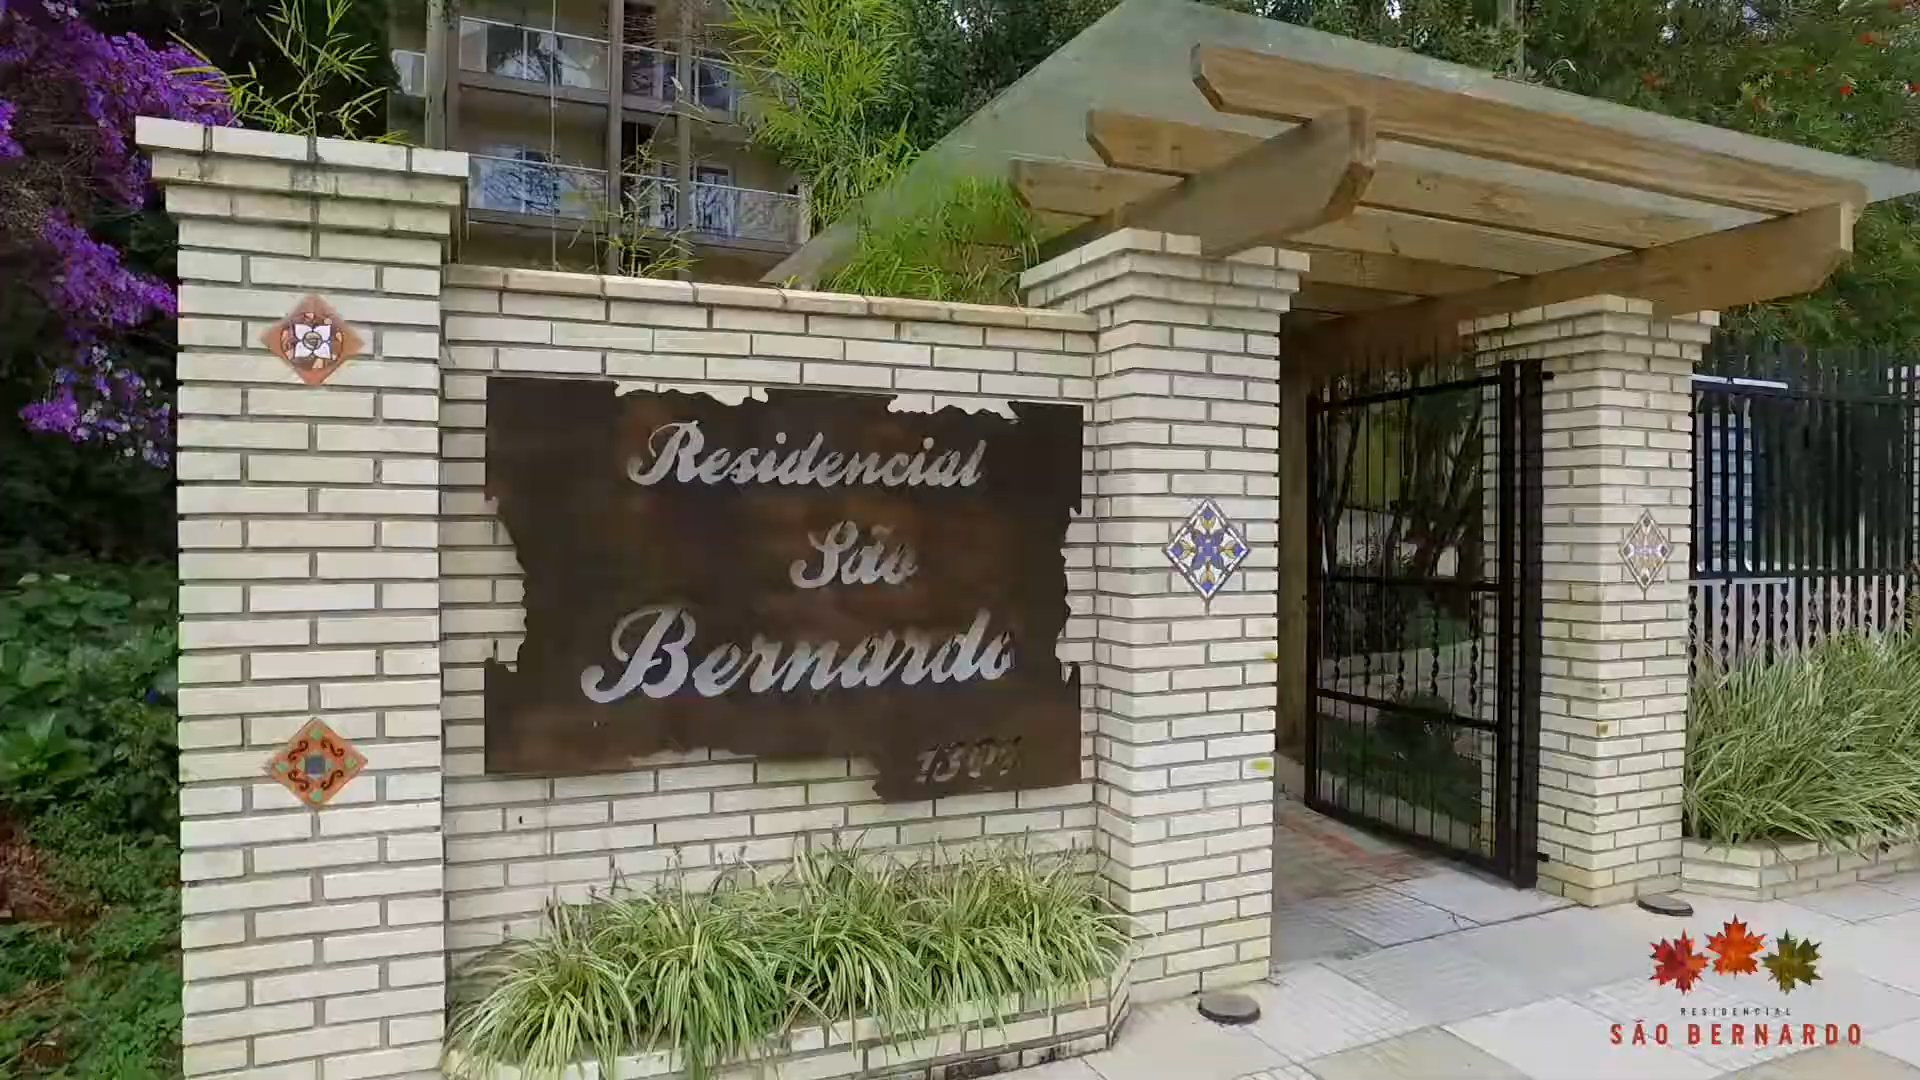 Residencial
São
Bernardo
RESIDENCIAL
SÃO BERNARDO